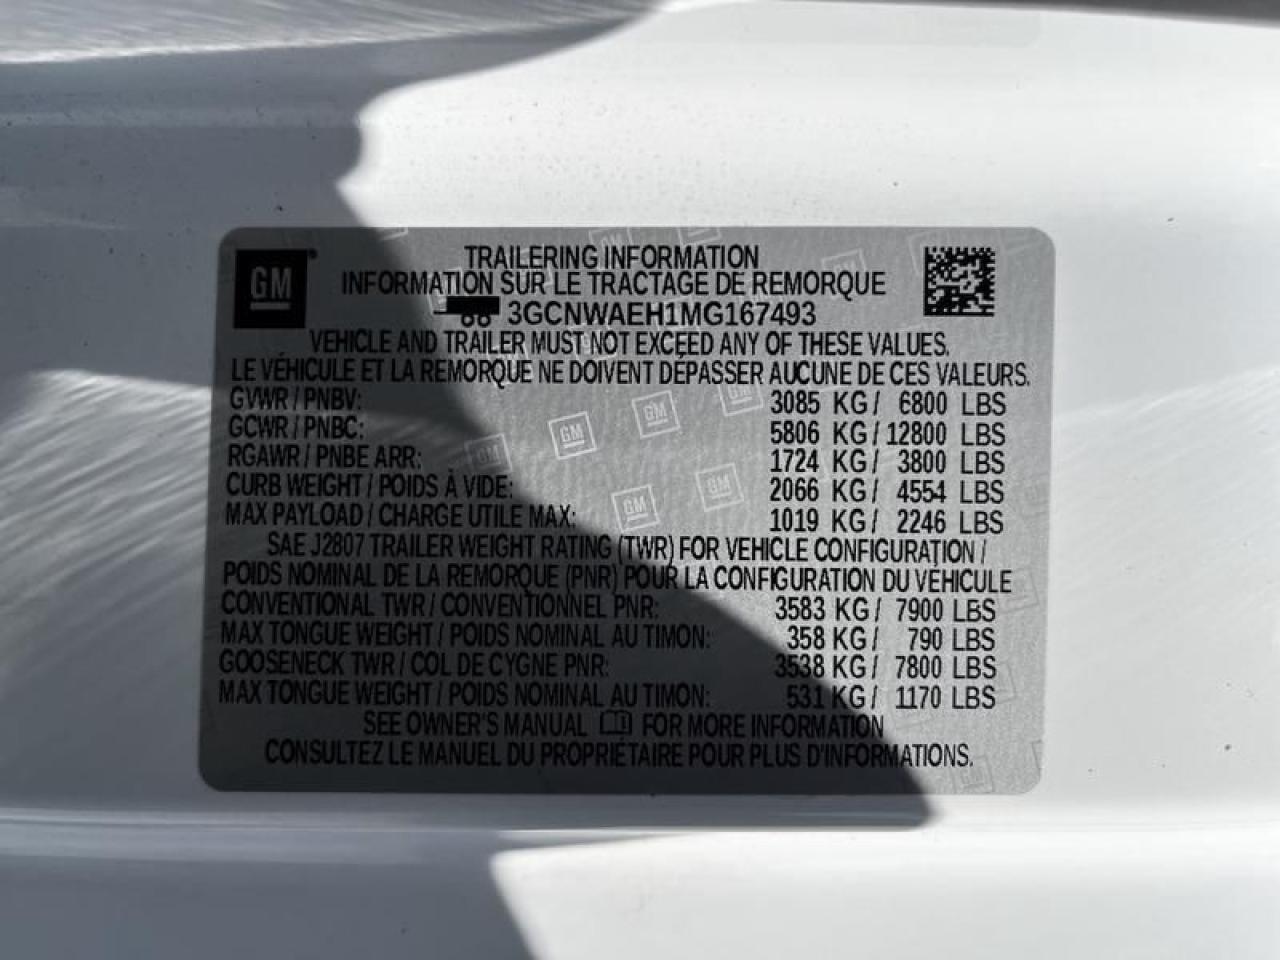 GM
TRAILERING INFORMATION
INFORMATION SUR LE TRACTAGE DE REMORQUE
3GCNWAEH1MG167493
VEHICLE AND TRAILER MUST NOT EXCEED ANY OF THESE VALUES.
LE VÉHICULE ET LA REMORQUE NE DOIVENT DÉPASSER AUCUNE DE CES VALEURS.
GVWR / PNBV: 3085 KG / 6800 LBS
GCWR / PNBC: 5806 KG / 12800 LBS
RGAWR / PNBE ARR: 1724 KG / 3800 LBS
CURB WEIGHT / POIDS À VIDE: 2066 KG / 4554 LBS
MAX PAYLOAD / CHARGE UTILE MAX: 1019 KG / 2246 LBS
SAE J2807 TRAILER WEIGHT RATING (TWR) FOR VEHICLE CONFIGURATION /
POIDS NOMINAL DE LA REMORQUE (PNR) POUR LA CONFIGURATION DU VÉHICULE
CONVENTIONAL TWR / CONVENTIONNEL PNR: 3583 KG / 7900 LBS
MAX TONGUE WEIGHT / POIDS NOMINAL AU TIMON: 358 KG / 790 LBS
GOOSENECK TWR / COL DE CYGNE PNR: 3538 KG / 7800 LBS
MAX TONGUE WEIGHT / POIDS NOMINAL AU TIMON: 531 KG / 1170 LBS
SEE OWNER'S MANUAL FOR MORE INFORMATION
CONSULTEZ LE MANUEL DU PROPRIÉTAIRE POUR PLUS D'INFORMATIONS.